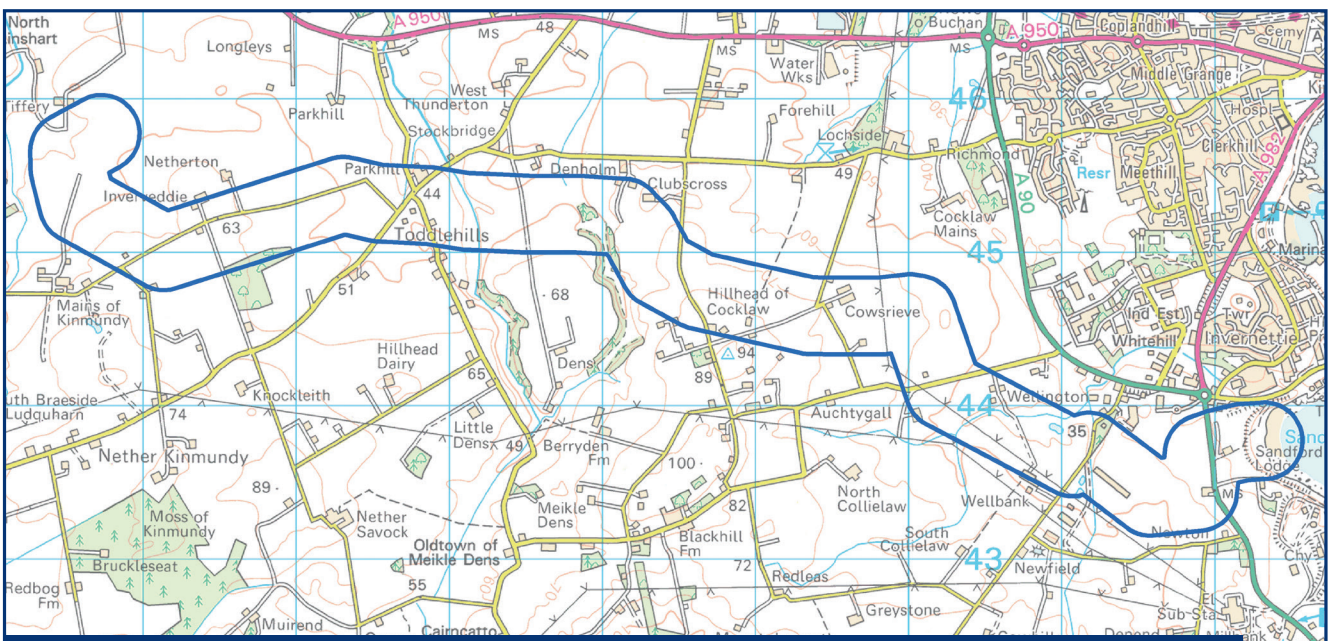 North
inshart
Longleys
A 950
MS
48
o'Buchan
MS
A 950
Coplandhill
Cemy
Water
Wks
Middle Grange
Tiffery
Parkhill
West
Thunderton
Forehill
46
Hospl
Stockbridge
Lochside
Clerkhill
A 982
Netherton
Parkhill
Denholm
Clubscross
49
Richmond
Resr
Meethill
Inverveddie
44
A 90
63
Toddlehills
Cocklaw
Mains
45
Marina
60
Mains of
Kinmundy
51
68
Hillhead of
Cocklaw
Cowsrieve
Ind Est
Twr
Whitehill
Invernettie
Hillhead
Dairy
Dens
94
65
89
uth Braeside
Ludquharn
Knockleith
Auchtygall
44
Wellington
74
Little
Dens
49
Berryden
Fm
35
Sand
Sandford
Lodge
Nether Kinmundy
100
89
Meikle
Dens
North
Collielaw
Wellbank
MS
Moss of
Kinmundy
Nether
Savock
82
Newton
Oldtown of
Meikle Dens
Blackhill
Fm
South
Collielaw
43
Bruckleseat
72
Newfield
Redbog
Fm
55
Redleas
Greystone
El
Sub Sta
Muirend
Cairncatto